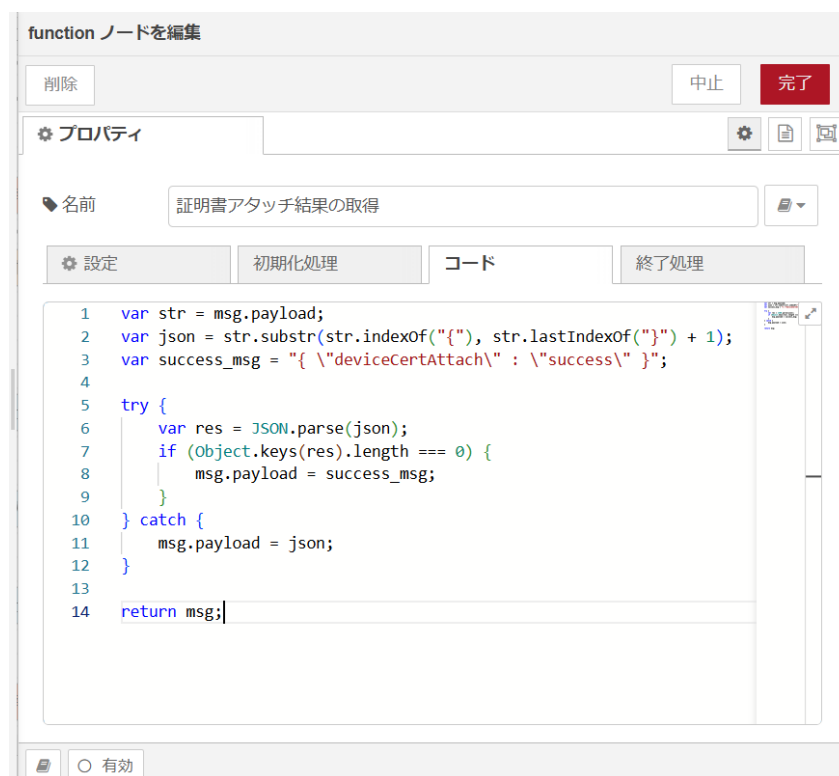 function ノードを編集
削除
中止
完了
プロパティ
名前
証明書アタッチ結果の取得
設定
初期化処理
コード
終了処理
1 var str = msg.payload;
2 var json = str.substr(str.indexOf("{"), str.lastIndexOf("}") + 1);
3 var success_msg = "{ \"deviceCertAttach\" : \"success\" }";
4
5 try {
6     var res = JSON.parse(json);
7     if (Object.keys(res).length === 0) {
8         msg.payload = success_msg;
9     }
10 } catch {
11     msg.payload = json;
12 }
13
14 return msg;
有効